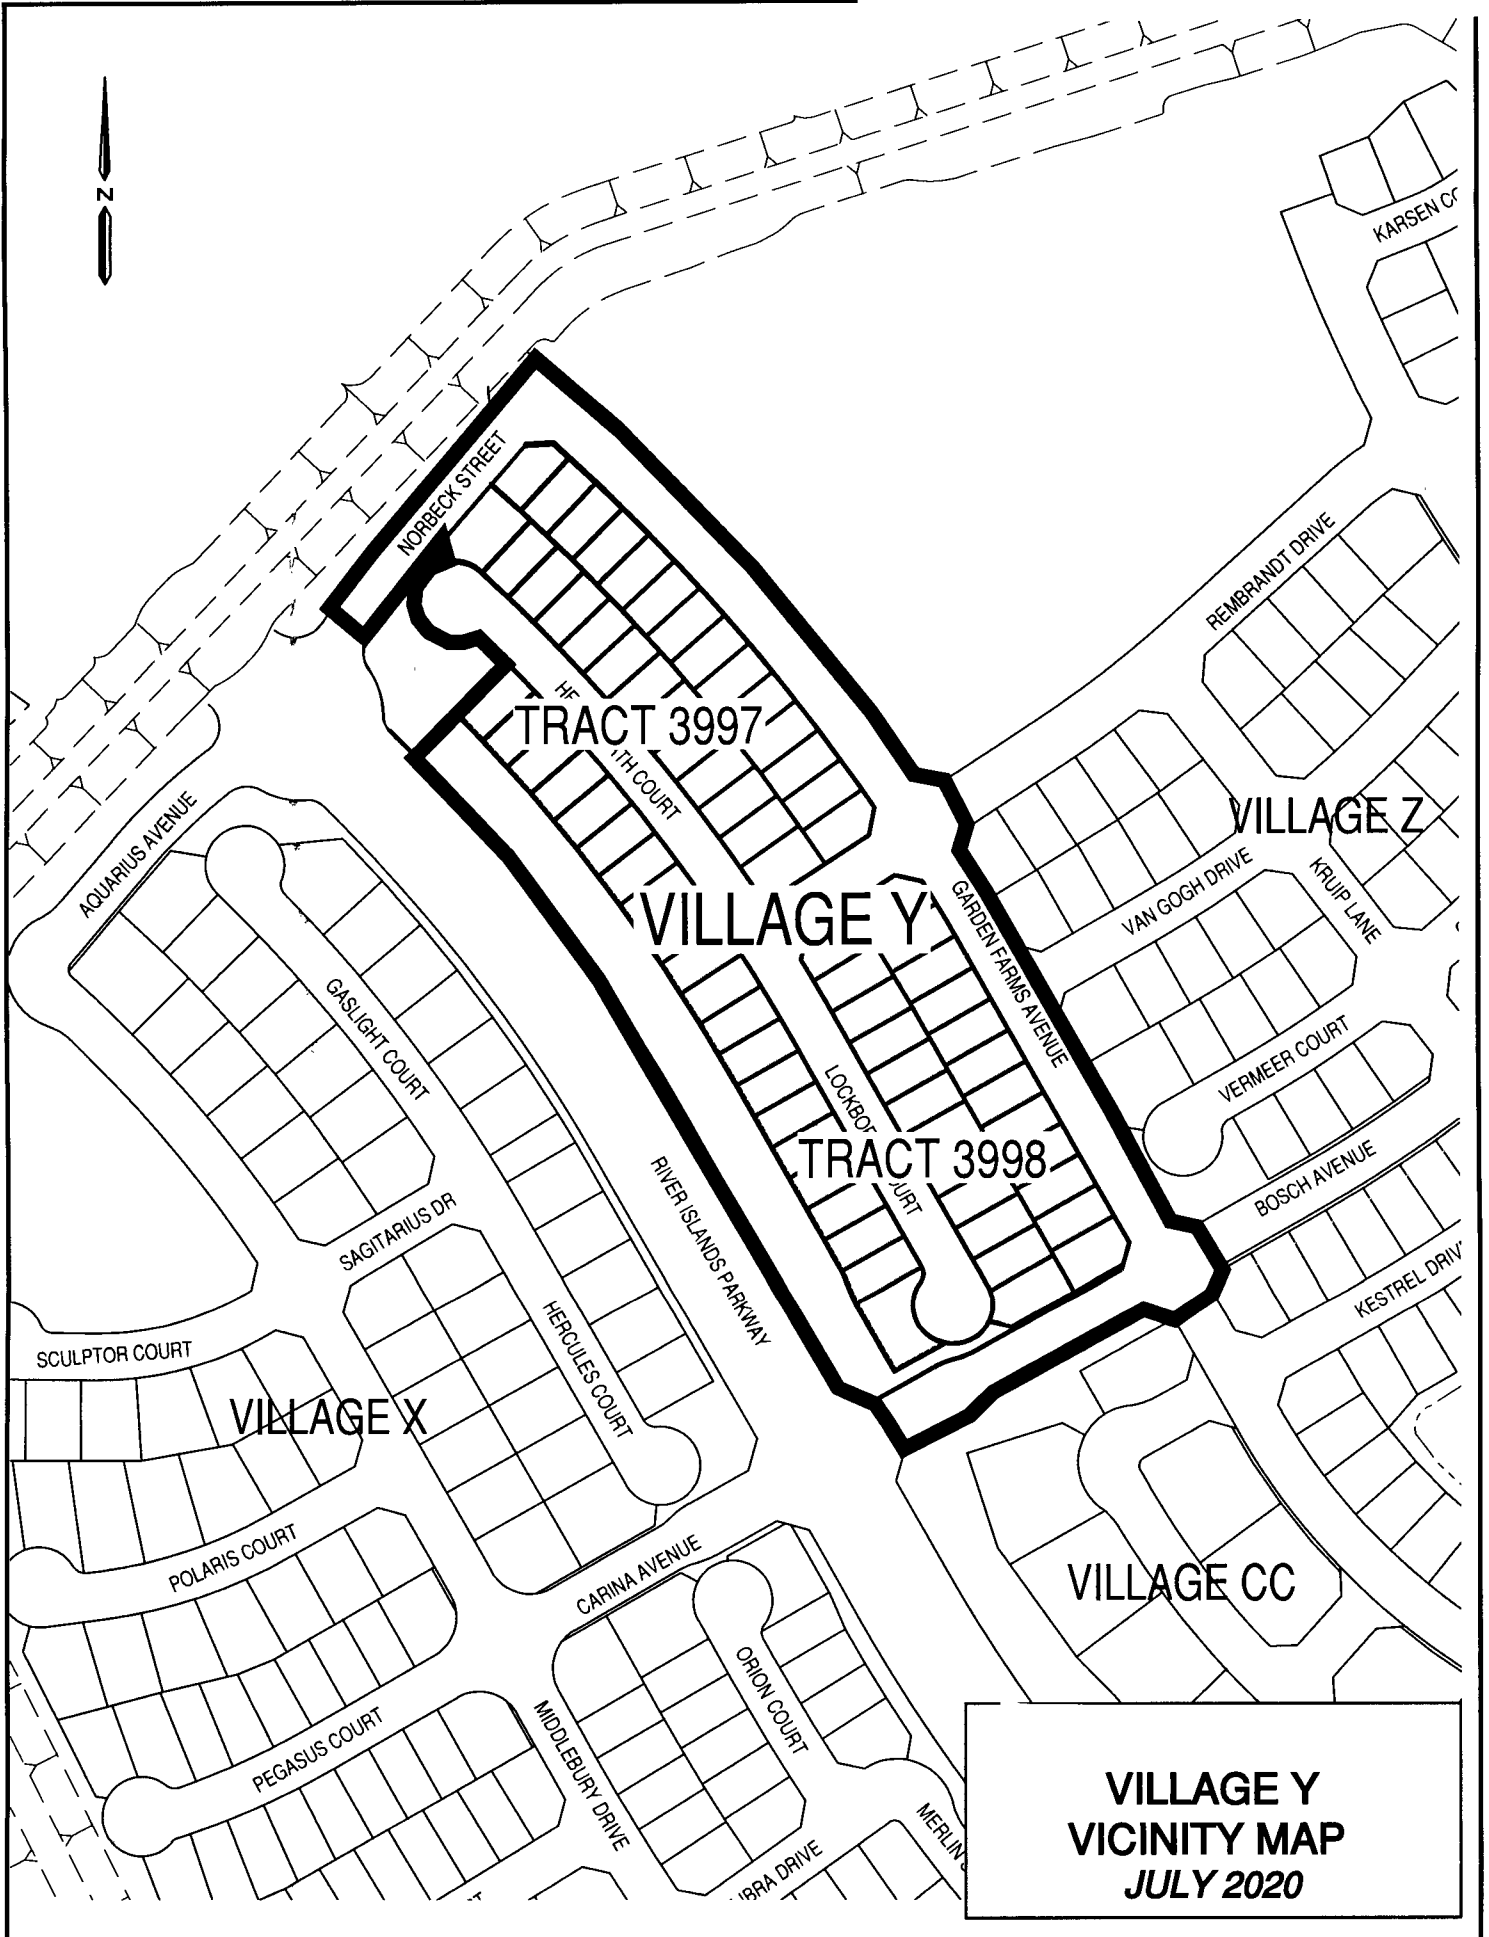 N
KARSEN
NORBECK STREET
REMBRANDT DRIVE
TRACT 3997
COURT
VILLAGE Z
AQUARIUS AVENUE
VAN GOGH DRIVE
KRUIP LANE
VILLAGE Y
GARDEN FARMS AVENUE
GASLIGHT COURT
VERMEER COURT
TRACT 3998
BOSCH AVENUE
SAGITARIUS DR
RIVER ISLANDS PARKWAY
KESTREL
HERCULES COURT
SCULPTOR COURT
VILLAGE X
POLARIS COURT
CARINA AVENUE
VILLAGE CC
ORION COURT
PEGASUS COURT
MIDDLEBURY DRIVE
MERLIN
DRIVE
VILLAGE Y
VICINITY MAP
JULY 2020